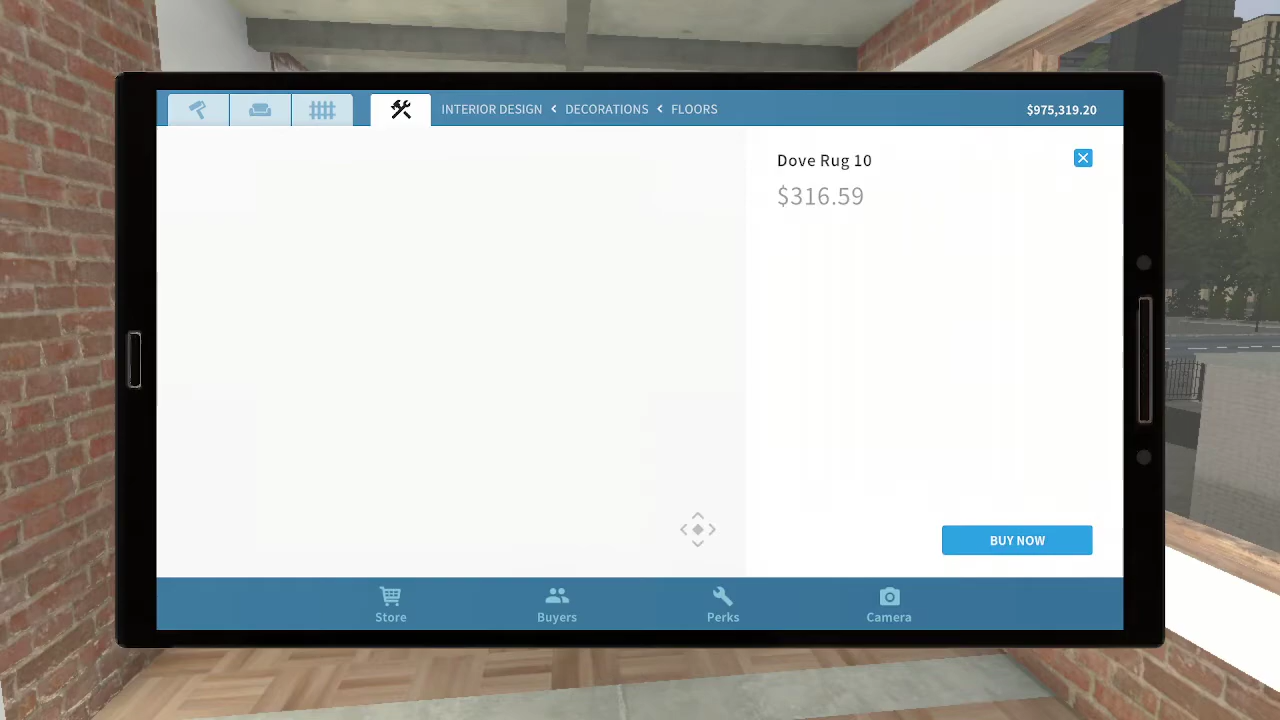 INTERIOR DESIGN < DECORATIONS < FLOORS
$975,319.20
Dove Rug 10
$316.59
BUY NOW
Store
Buyers
Perks
Camera